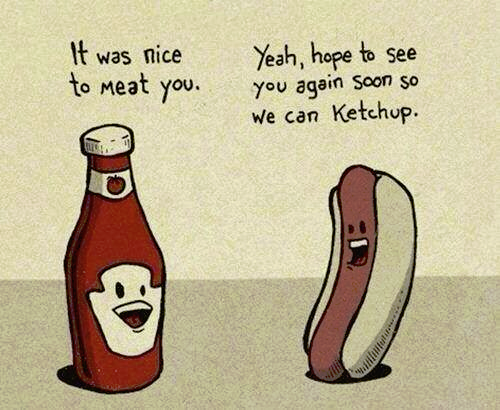 It was nice
to Meat you.
Yeah, hope to see
you again soon so
we can Ketchup.